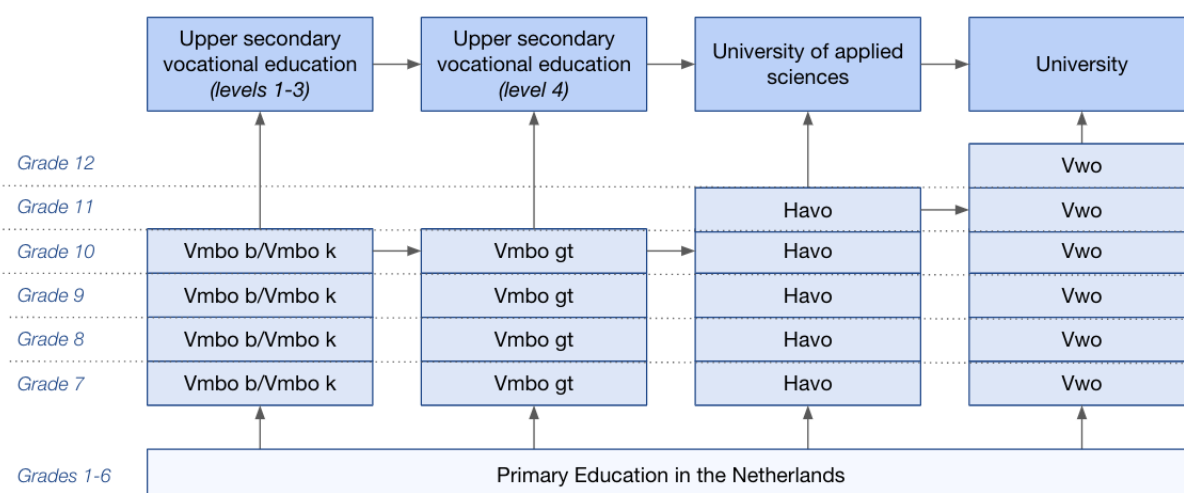 Upper secondary
vocational education
(levels 1-3)
Upper secondary
vocational education
(level 4)
University of applied
sciences
University
Grade 12
Vwo
Grade 11
Havo
Vwo
Grade 10
Vmbo b/Vmbo k
Vmbo gt
Havo
Vwo
Grade 9
Vmbo b/Vmbo k
Vmbo gt
Havo
Vwo
Grade 8
Vmbo b/Vmbo k
Vmbo gt
Havo
Vwo
Grade 7
Vmbo b/Vmbo k
Vmbo gt
Havo
Vwo
Grades 1-6
Primary Education in the Netherlands